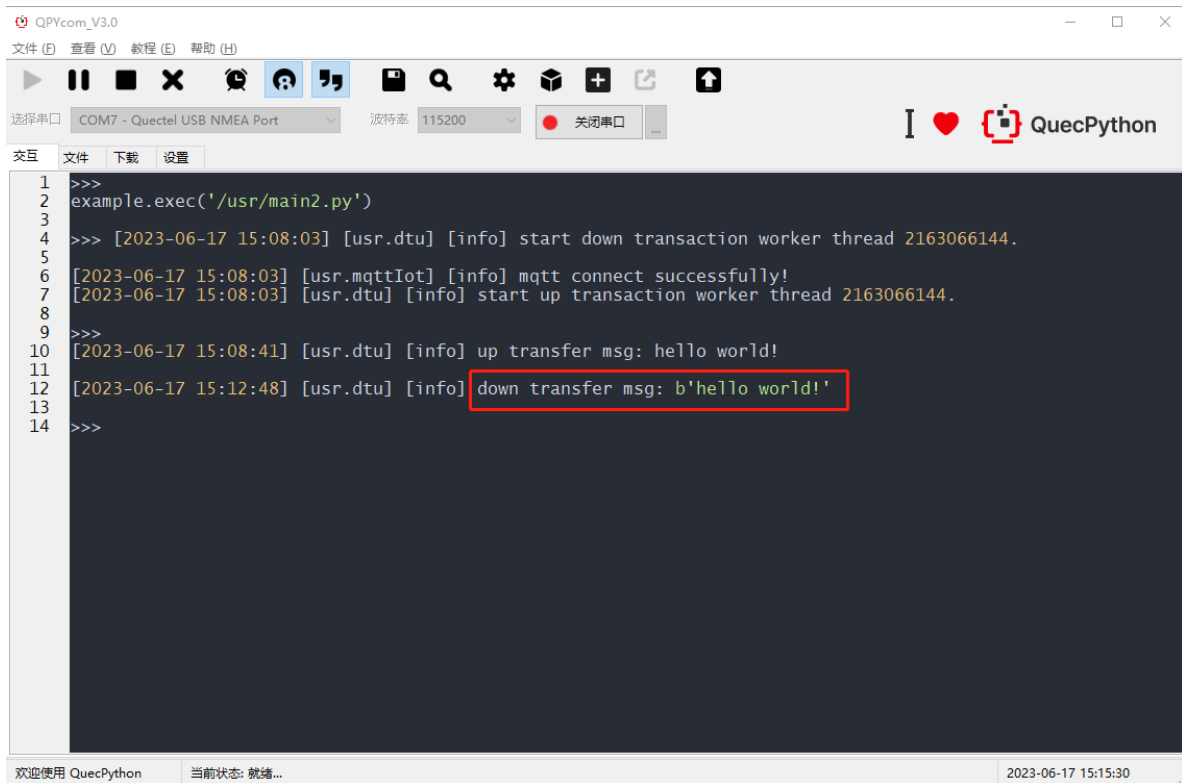 QPYcom_V3.0
文件 (F) 查看 (V) 教程 (E) 帮助 (H)
选择串口 COM7 - Quectel USB NMEA Port 波特率 115200 关闭串口 ... I QuecPython
交互 文件 下载 设置
1 >>>
2 example.exec('/usr/main2.py')
3
4 >>> [2023-06-17 15:08:03] [usr.dtu] [info] start down transaction worker thread 2163066144.
5
6 [2023-06-17 15:08:03] [usr.mqttIot] [info] mqtt connect successfully!
7 [2023-06-17 15:08:03] [usr.dtu] [info] start up transaction worker thread 2163066144.
8
9 >>>
10 [2023-06-17 15:08:41] [usr.dtu] [info] up transfer msg: hello world!
11
12 [2023-06-17 15:12:48] [usr.dtu] [info] down transfer msg: b'hello world!'
13
14 >>>
欢迎使用 QuecPython 当前状态: 就绪... 2023-06-17 15:15:30